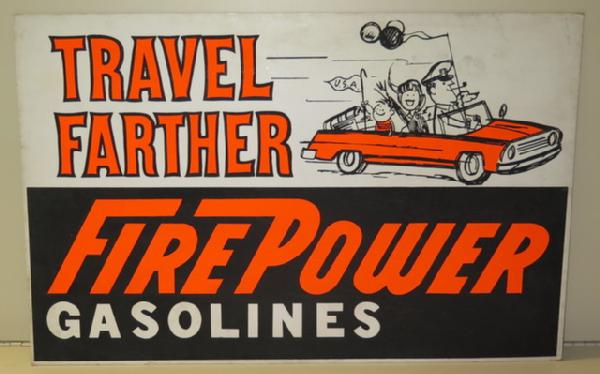 TRAVEL
FARTHER
U.S.A.
FIREPOWER
GASOLINES